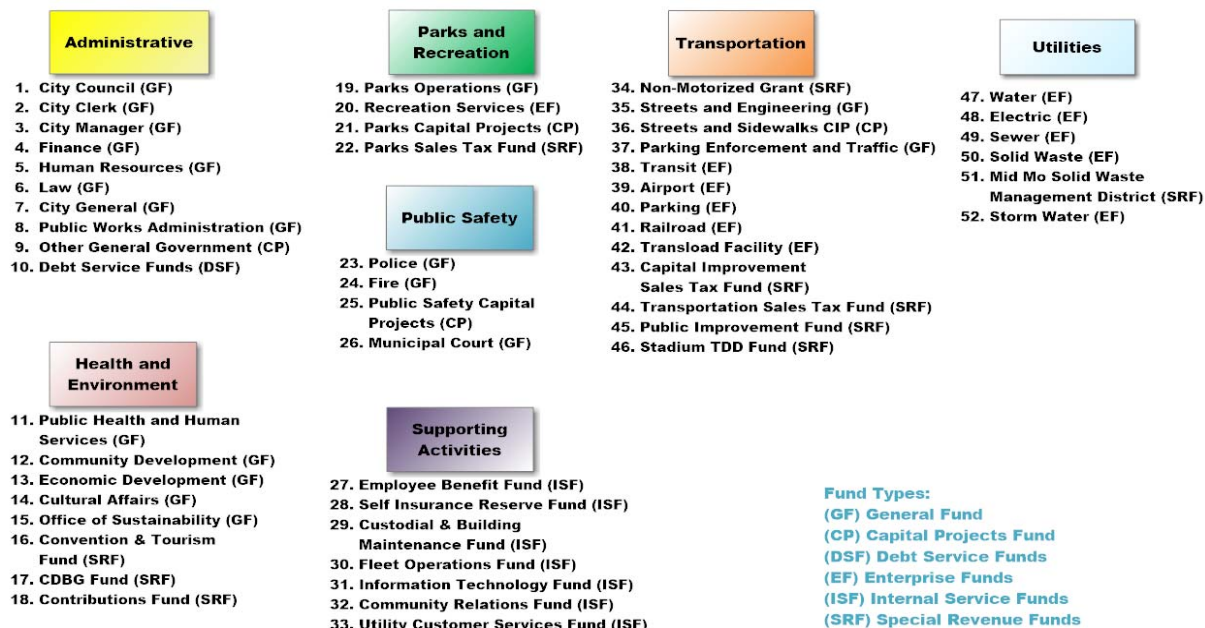 Administrative
1. City Council (GF)
2. City Clerk (GF)
3. City Manager (GF)
4. Finance (GF)
5. Human Resources (GF)
6. Law (GF)
7. City General (GF)
8. Public Works Administration (GF)
9. Other General Government (CP)
10. Debt Service Funds (DSF)
Health and
Environment
11. Public Health and Human
Services (GF)
12. Community Development (GF)
13. Economic Development (GF)
14. Cultural Affairs (GF)
15. Office of Sustainability (GF)
16. Convention & Tourism
Fund (SRF)
17. CDBG Fund (SRF)
18. Contributions Fund (SRF)
Parks and
Recreation
19. Parks Operations (GF)
20. Recreation Services (EF)
21. Parks Capital Projects (CP)
22. Parks Sales Tax Fund (SRF)
Public Safety
23. Police (GF)
24. Fire (GF)
25. Public Safety Capital
Projects (CP)
26. Municipal Court (GF)
Supporting
Activities
27. Employee Benefit Fund (ISF)
28. Self Insurance Reserve Fund (ISF)
29. Custodial & Building
Maintenance Fund (ISF)
30. Fleet Operations Fund (ISF)
31. Information Technology Fund (ISF)
32. Community Relations Fund (ISF)
33. Utility Customer Services Fund (ISF)
Transportation
34. Non-Motorized Grant (SRF)
35. Streets and Engineering (GF)
36. Streets and Sidewalks CIP (CP)
37. Parking Enforcement and Traffic (GF)
38. Transit (EF)
39. Airport (EF)
40. Parking (EF)
41. Railroad (EF)
42. Transload Facility (EF)
43. Capital Improvement
Sales Tax Fund (SRF)
44. Transportation Sales Tax Fund (SRF)
45. Public Improvement Fund (SRF)
46. Stadium TDD Fund (SRF)
Utilities
47. Water (EF)
48. Electric (EF)
49. Sewer (EF)
50. Solid Waste (EF)
51. Mid Mo Solid Waste
Management District (SRF)
52. Storm Water (EF)
Fund Types:
(GF) General Fund
(CP) Capital Projects Fund
(DSF) Debt Service Funds
(EF) Enterprise Funds
(ISF) Internal Service Funds
(SRF) Special Revenue Funds